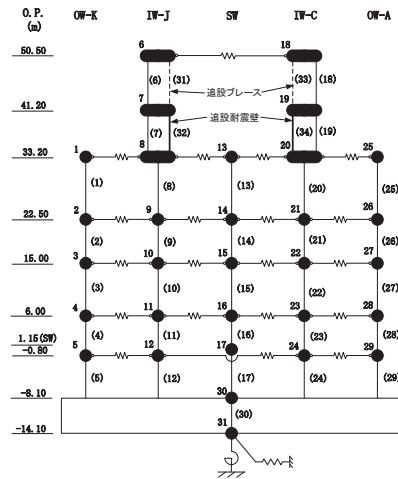 O.P.
(m)
OW-K IW-J SW IW-C OW-A
50.50 6 18
(6) (31) (33) (18)
追設ブレース
41.20 7 19
追設耐震壁
(7) (32) (34) (19)
33.20 1 8 13 20 25
(1) (8) (13) (20) (25)
22.50 2 9 14 21 26
(2) (9) (14) (21) (26)
15.00 3 10 15 22 27
(3) (10) (15) (22) (27)
6.00 4 11 16 23 28
(4) (11) (16) (23) (28)
1.15(SW) 17
-0.80 5 12 24 29
(5) (12) (17) (24) (29)
-8.10 30
(30)
-14.10 31